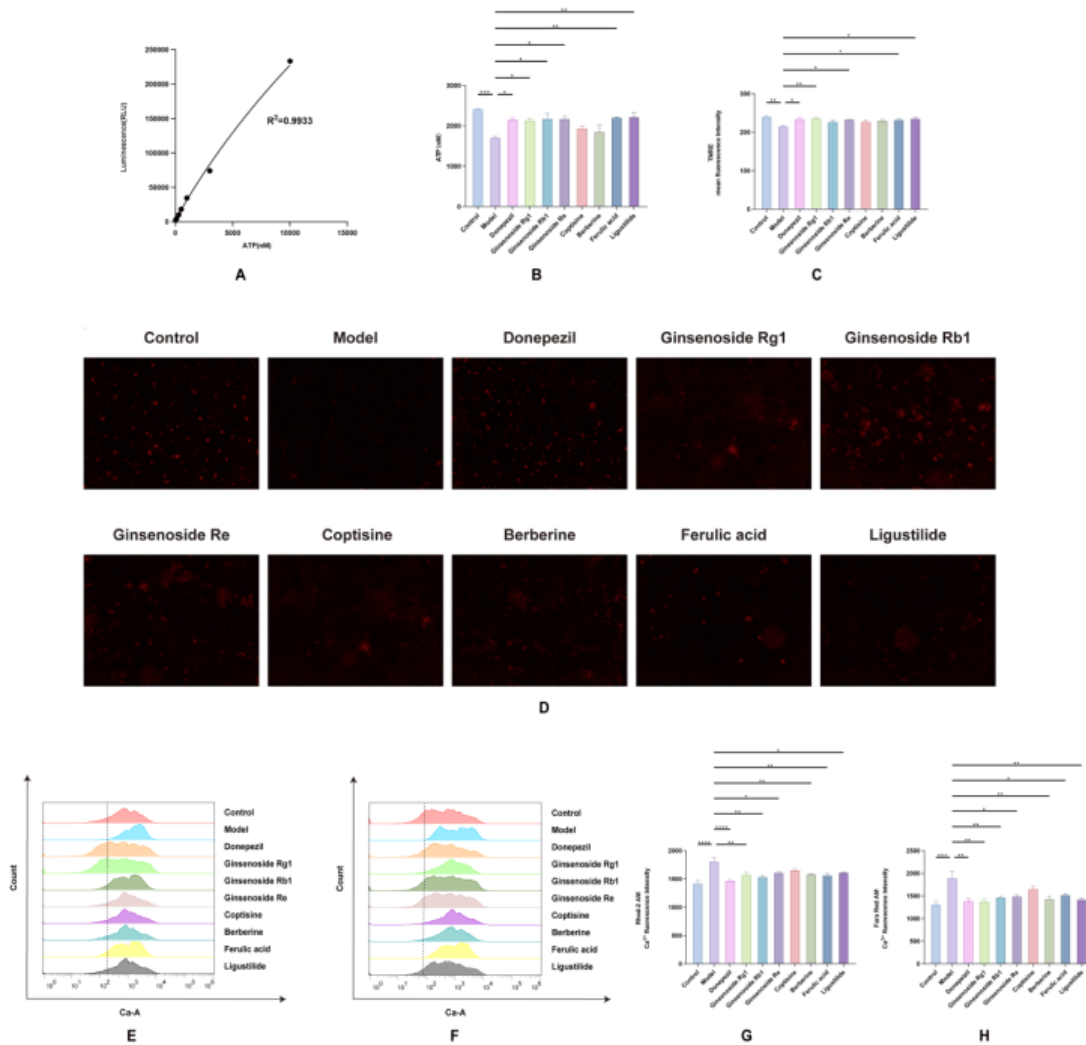 250000
200000
150000
100000
50000
0
0
5000
10000
15000
Luminescence(RLU)
R²=0.9933
ATP(nM)
A
**
**
*
*
*
***
*
3000
2000
1000
0
ATP (nM)
Control
Model
Donepezil
Ginsenoside Rg1
Ginsenoside Rb1
Ginsenoside Re
Coptisine
Berberine
Ferulic acid
Ligustilide
B
*
*
*
**
**
*
300
200
100
0
TMRE
mean fluorescence intensity
Control
Model
Donepezil
Ginsenoside Rg1
Ginsenoside Rb1
Ginsenoside Re
Coptisine
Berberine
Ferulic acid
Ligustilide
C
Control
Model
Donepezil
Ginsenoside Rg1
Ginsenoside Rb1
Ginsenoside Re
Coptisine
Berberine
Ferulic acid
Ligustilide
D
Count
Control
Model
Donepezil
Ginsenoside Rg1
Ginsenoside Rb1
Ginsenoside Re
Coptisine
Berberine
Ferulic acid
Ligustilide
Ca-A
E
Count
Control
Model
Donepezil
Ginsenoside Rg1
Ginsenoside Rb1
Ginsenoside Re
Coptisine
Berberine
Ferulic acid
Ligustilide
Ca-A
F
*
**
**
*
**
****
****
**
2000
1500
1000
500
0
Rhod-2 AM
Ca²⁺ fluorescence intensity
Control
Model
Donepezil
Ginsenoside Rg1
Ginsenoside Rb1
Ginsenoside Re
Coptisine
Berberine
Ferulic acid
Ligustilide
G
**
*
**
*
**
**
***
**
2500
2000
1500
1000
500
0
Ca²⁺ fluorescence intensity
Control
Model
Donepezil
Ginsenoside Rg1
Ginsenoside Rb1
Ginsenoside Re
Coptisine
Berberine
Ferulic acid
Ligustilide
H